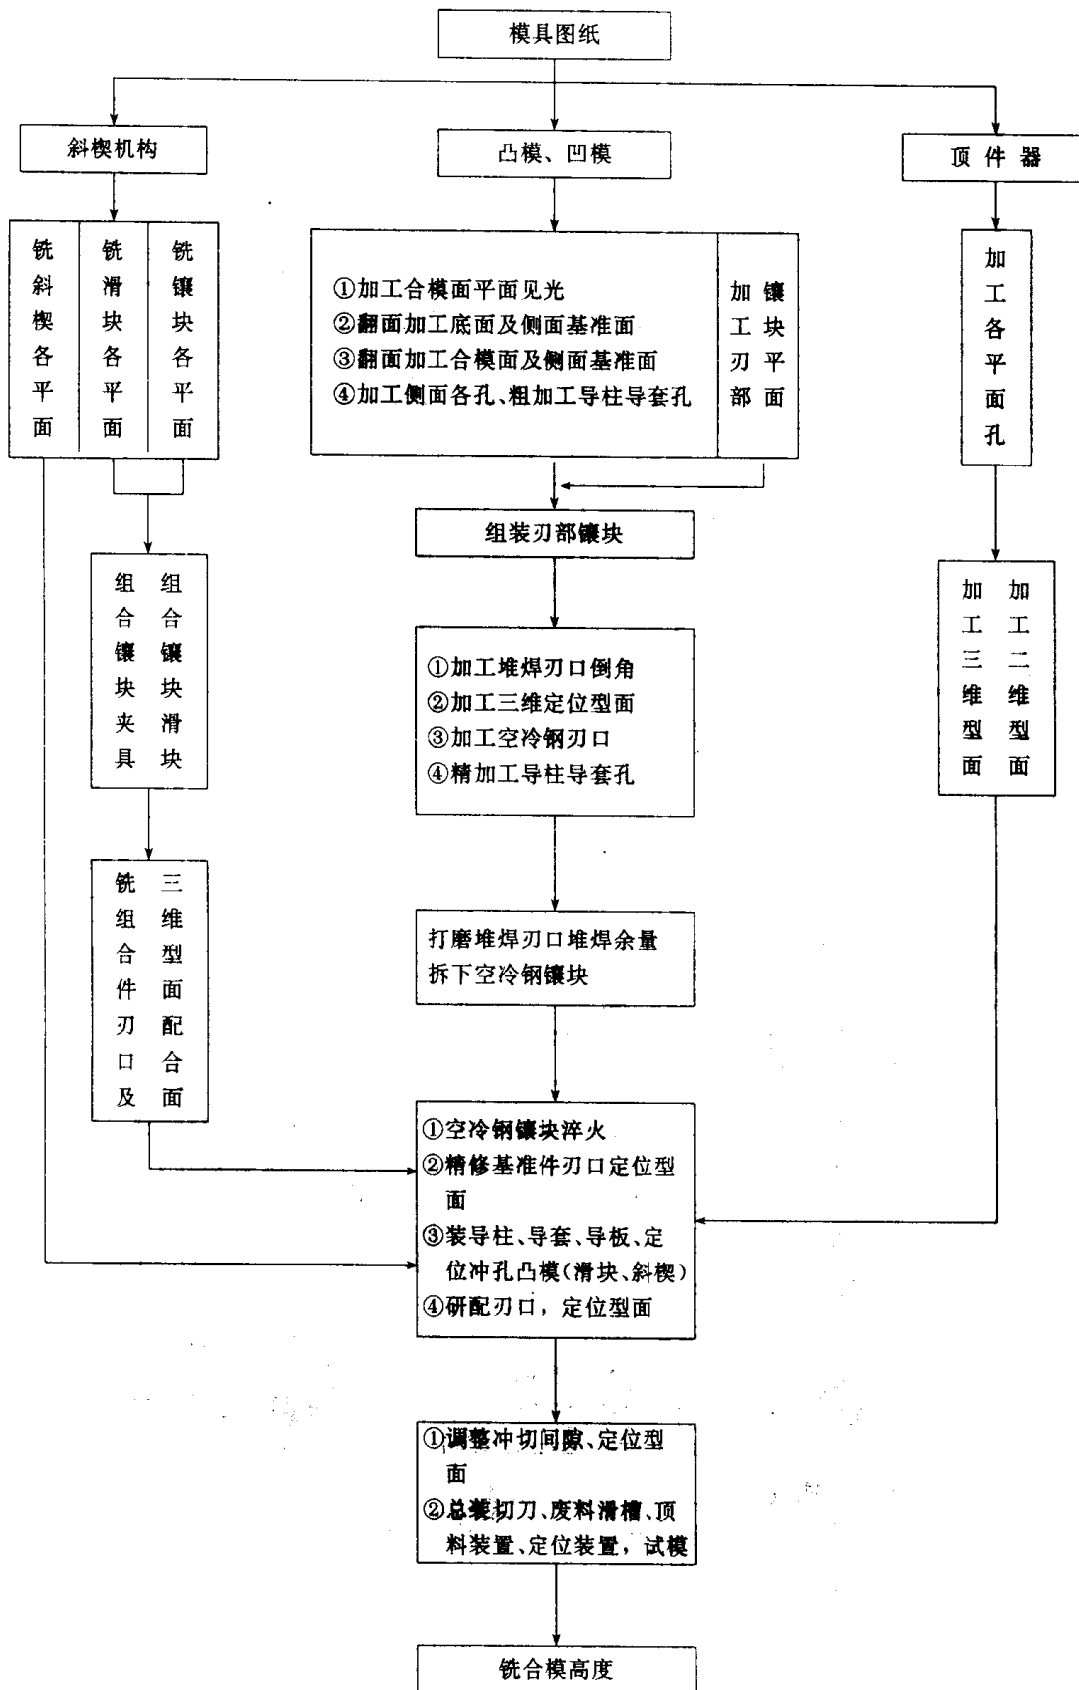 模具图纸
斜楔机构
凸模、凹模
顶件器
铣斜楔各平面
铣滑块各平面
铣镶块各平面
①加工合模面平面见光
②翻面加工底面及侧面基准面
③翻面加工合模面及侧面基准面
④加工侧面各孔、粗加工导柱导套孔
镶块平面
加工刃部
加工各平面孔
组装刃部镶块
组合镶块滑块
组合镶块夹具
①加工堆焊刃口倒角
②加工三维定位型面
③加工空冷钢刃口
④精加工导柱导套孔
加工二维型面
加工三维型面
铣组合件刃口及
三维型面配合面
打磨堆焊刃口堆焊余量
拆下空冷钢镶块
①空冷钢镶块淬火
②精修基准件刃口定位型
面
③装导柱、导套、导板、定
位冲孔凸模(滑块、斜楔)
④研配刃口，定位型面
①调整冲切间隙、定位型
面
②总装切刀、废料滑槽、顶
料装置、定位装置，试模
铣合模高度